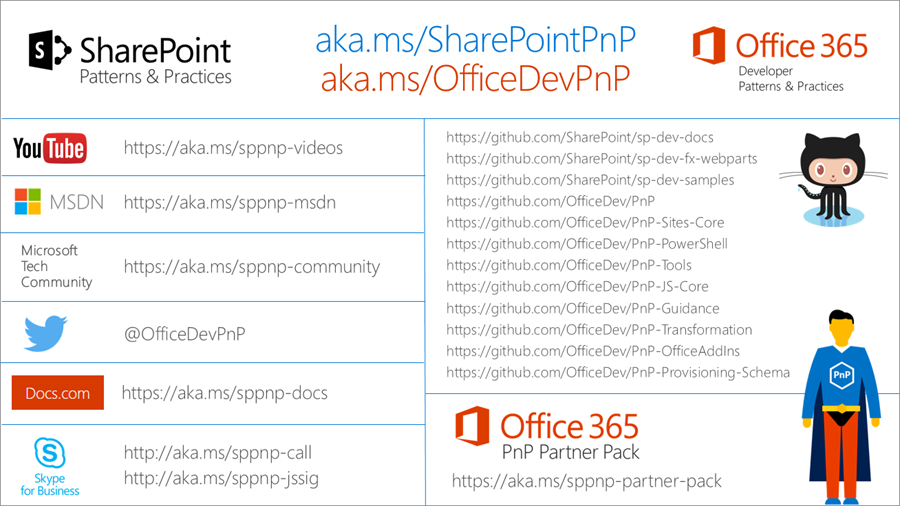 SharePoint
Patterns & Practices
aka.ms/SharePointPnP
aka.ms/OfficeDevPnP
Office 365
Developer
Patterns & Practices
YouTube
https://aka.ms/sppnp-videos
MSDN
https://aka.ms/sppnp-msdn
Microsoft
Tech
Community
https://aka.ms/sppnp-community
@OfficeDevPnP
Docs.com
https://aka.ms/sppnp-docs
Skype
for Business
http://aka.ms/sppnp-call
http://aka.ms/sppnp-jssig
https://github.com/SharePoint/sp-dev-docs
https://github.com/SharePoint/sp-dev-fx-webparts
https://github.com/SharePoint/sp-dev-samples
https://github.com/OfficeDev/PnP
https://github.com/OfficeDev/PnP-Sites-Core
https://github.com/OfficeDev/PnP-PowerShell
https://github.com/OfficeDev/PnP-Tools
https://github.com/OfficeDev/PnP-JS-Core
https://github.com/OfficeDev/PnP-Guidance
https://github.com/OfficeDev/PnP-Transformation
https://github.com/OfficeDev/PnP-OfficeAddIns
https://github.com/OfficeDev/PnP-Provisioning-Schema
PnP
Office 365
PnP Partner Pack
https://aka.ms/sppnp-partner-pack